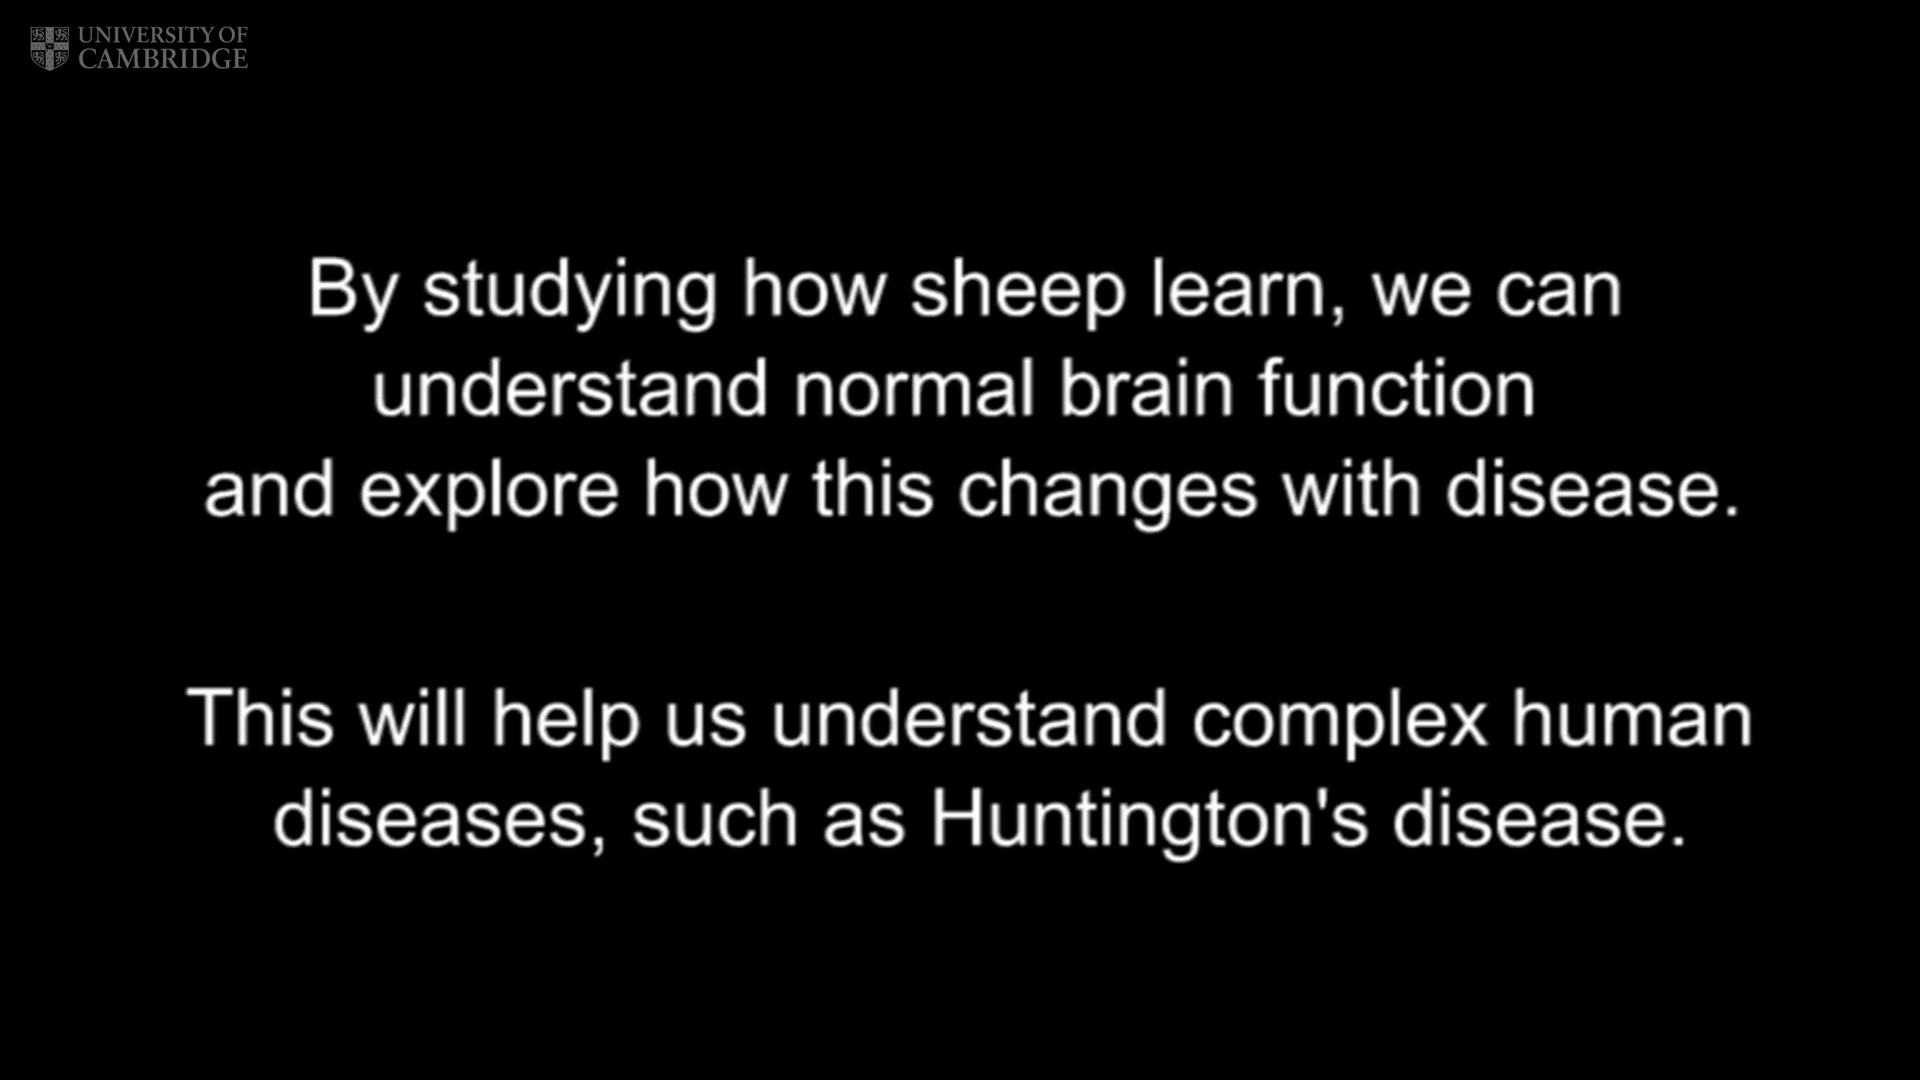 UNIVERSITY OF
CAMBRIDGE
By studying how sheep learn, we can
understand normal brain function
and explore how this changes with disease.
This will help us understand complex human
diseases, such as Huntington's disease.